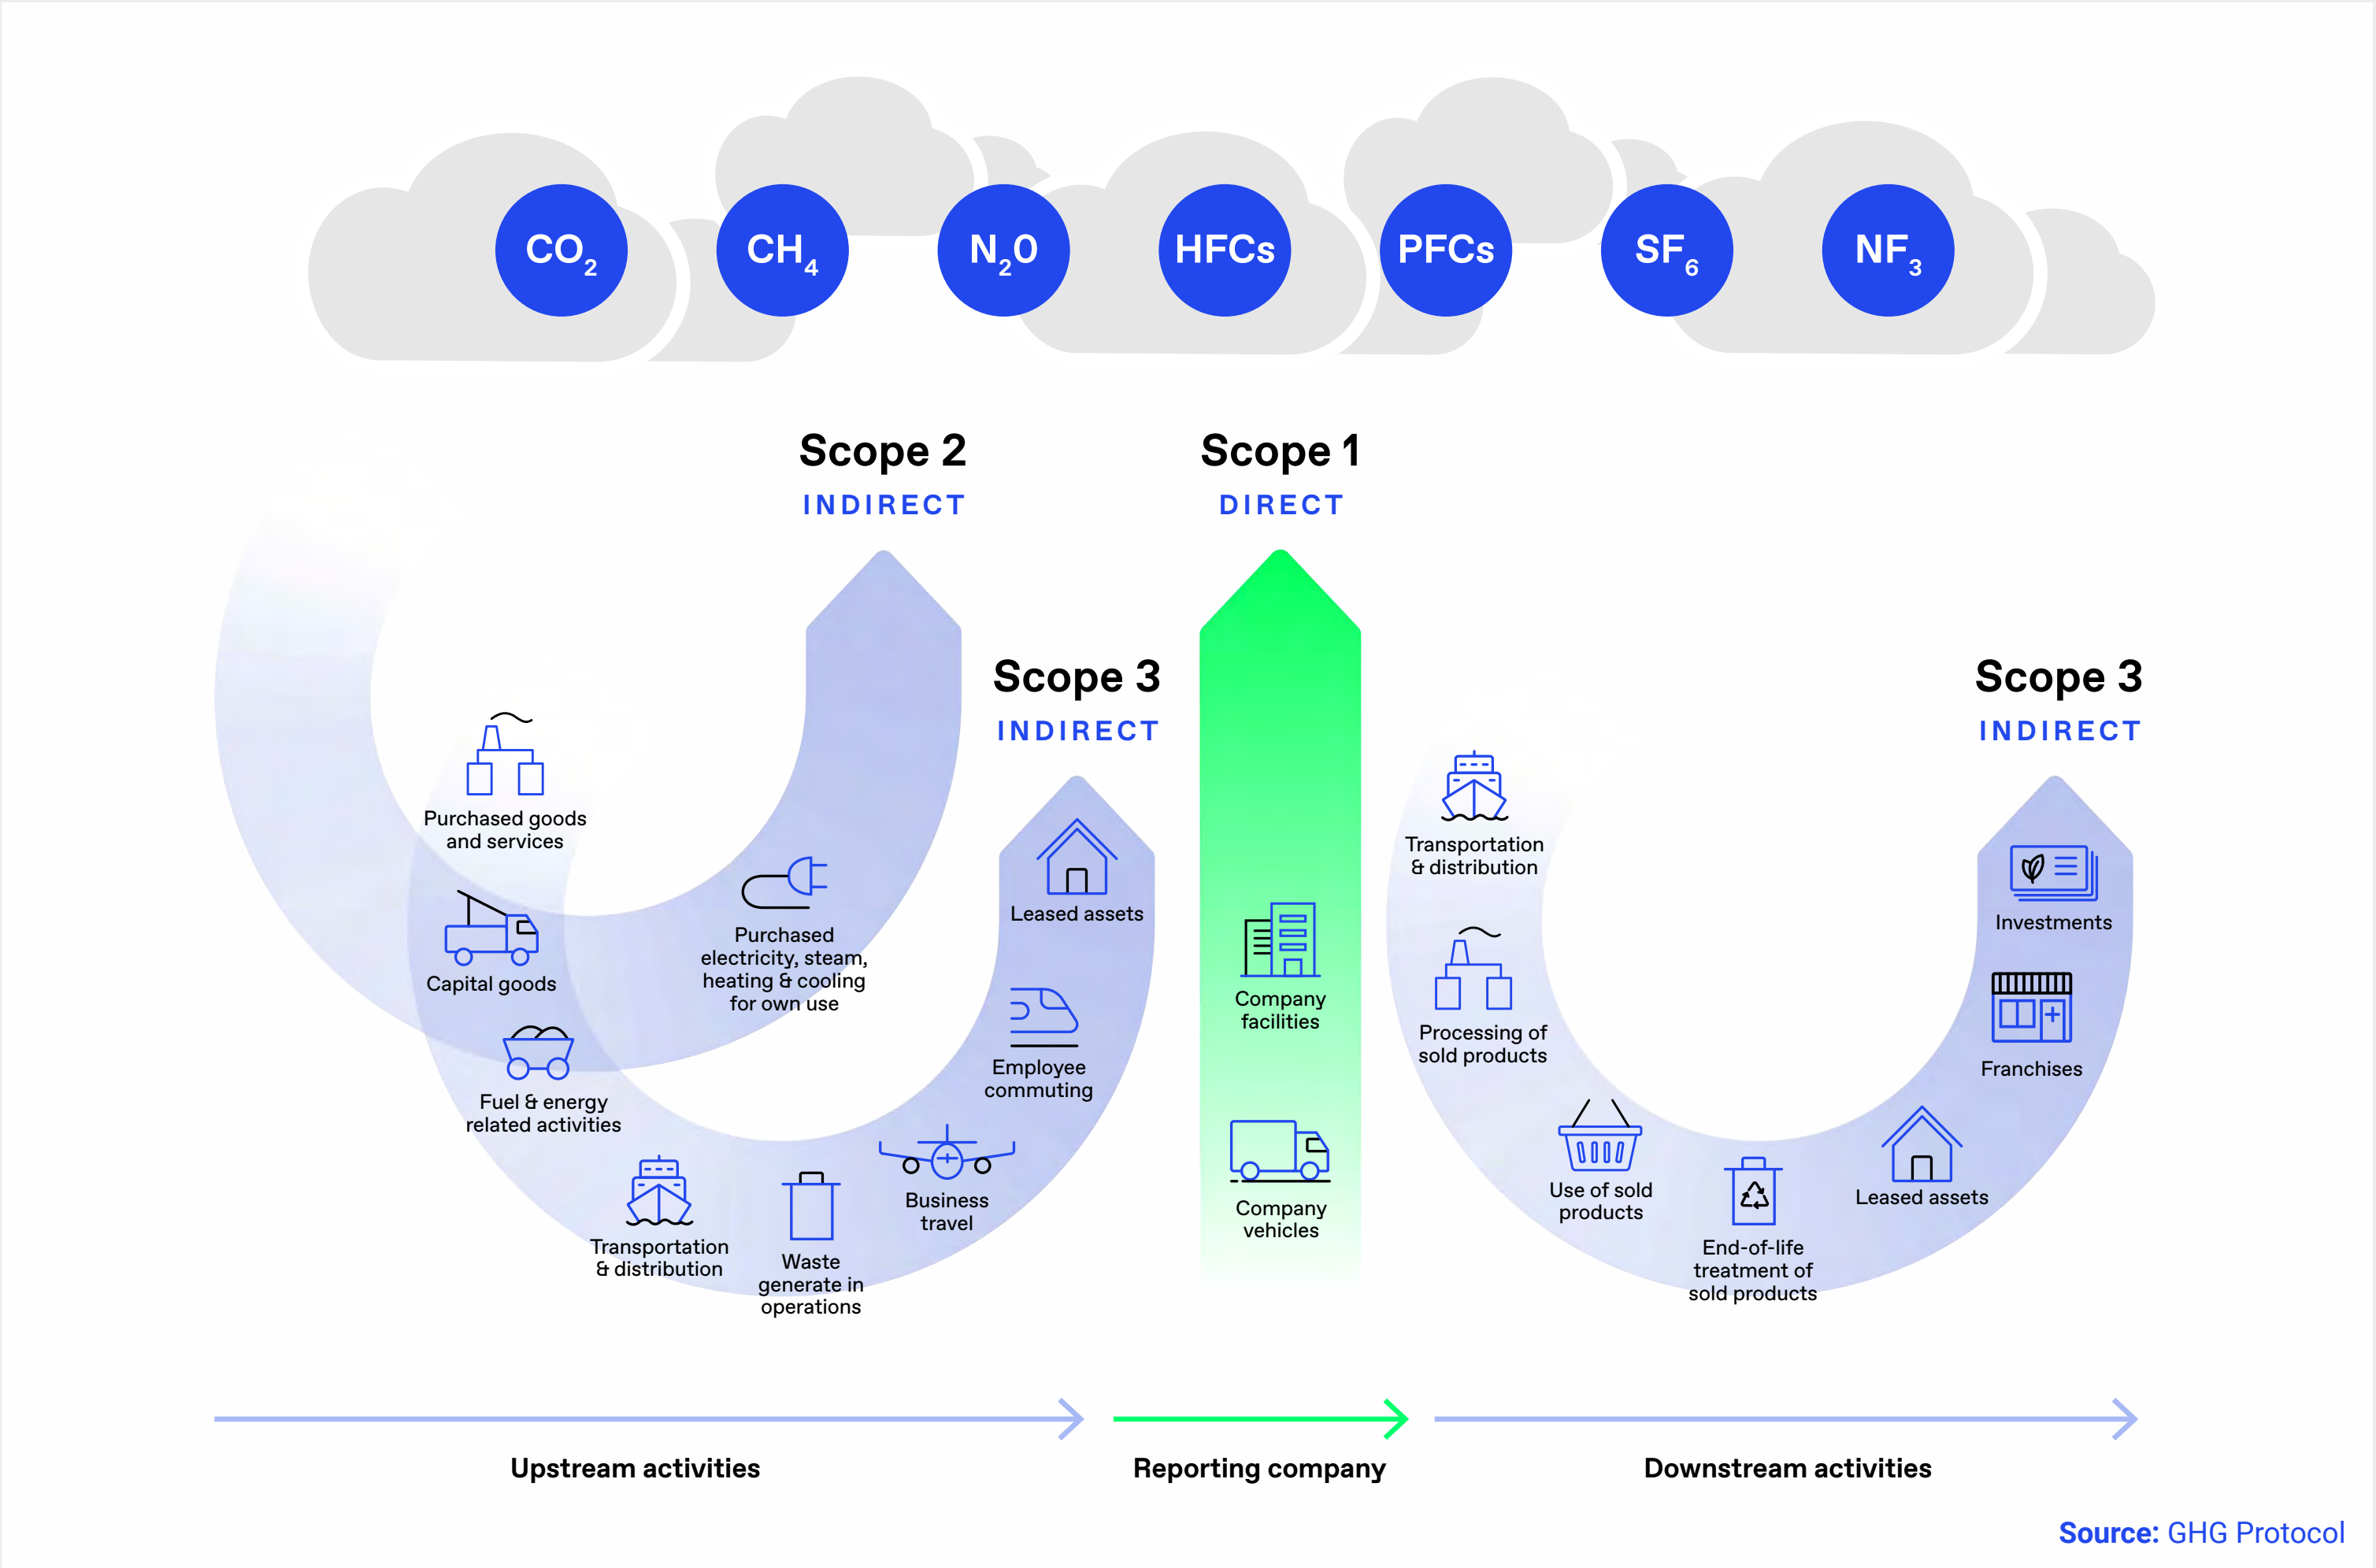 CO₂
CH₄
N₂0
HFCs
PFCs
SF₆
NF₃
Scope 2
INDIRECT
Scope 1
DIRECT
Scope 3
INDIRECT
Scope 3
INDIRECT
Purchased goods
and services
Capital goods
Fuel & energy
related activities
Purchased
electricity, steam,
heating & cooling
for own use
Transportation
& distribution
Waste
generate in
operations
Business
travel
Employee
commuting
Leased assets
Company
facilities
Company
vehicles
Transportation
& distribution
Processing of
sold products
Use of sold
products
End-of-life
treatment of
sold products
Leased assets
Franchises
Investments
Upstream activities
Reporting company
Downstream activities
Source: GHG Protocol